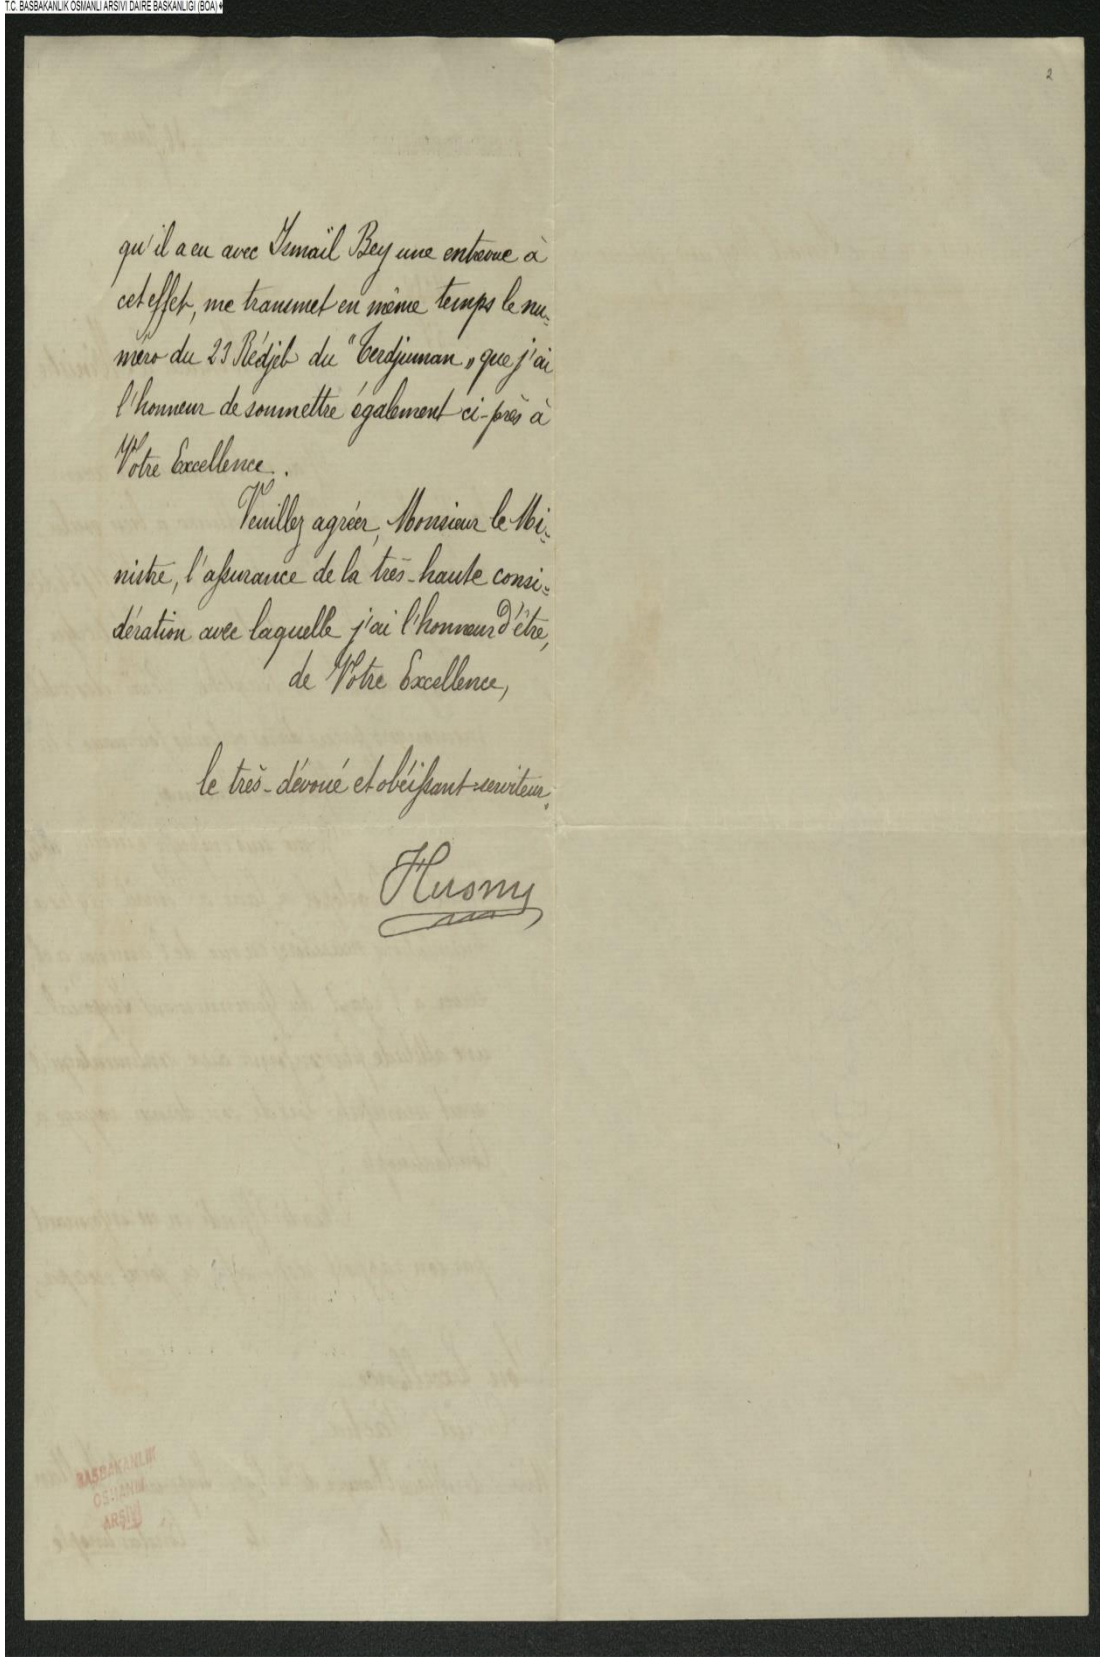 T.C. BASBAKANLIK OSMANLI ARSIVI DAIRE BASKANLIGI (BOA)
2
qu'il a eu avec Ismaïl Bey une entrevue à
cet effet, me transmet en même temps le nu-
méro du 23 Rédjeb du "Terdjuman" que j'ai
l'honneur de soumettre également ci-près à
Votre Excellence.
Veuillez agréer, Monsieur le Mi-
nistre, l'assurance de la très-haute consi-
dération avec laquelle j'ai l'honneur d'être,
de Votre Excellence,
le très-dévoué et obéissant serviteur.
Husny
BASBAKANLIK
OSMANLI
ARŞİVİ